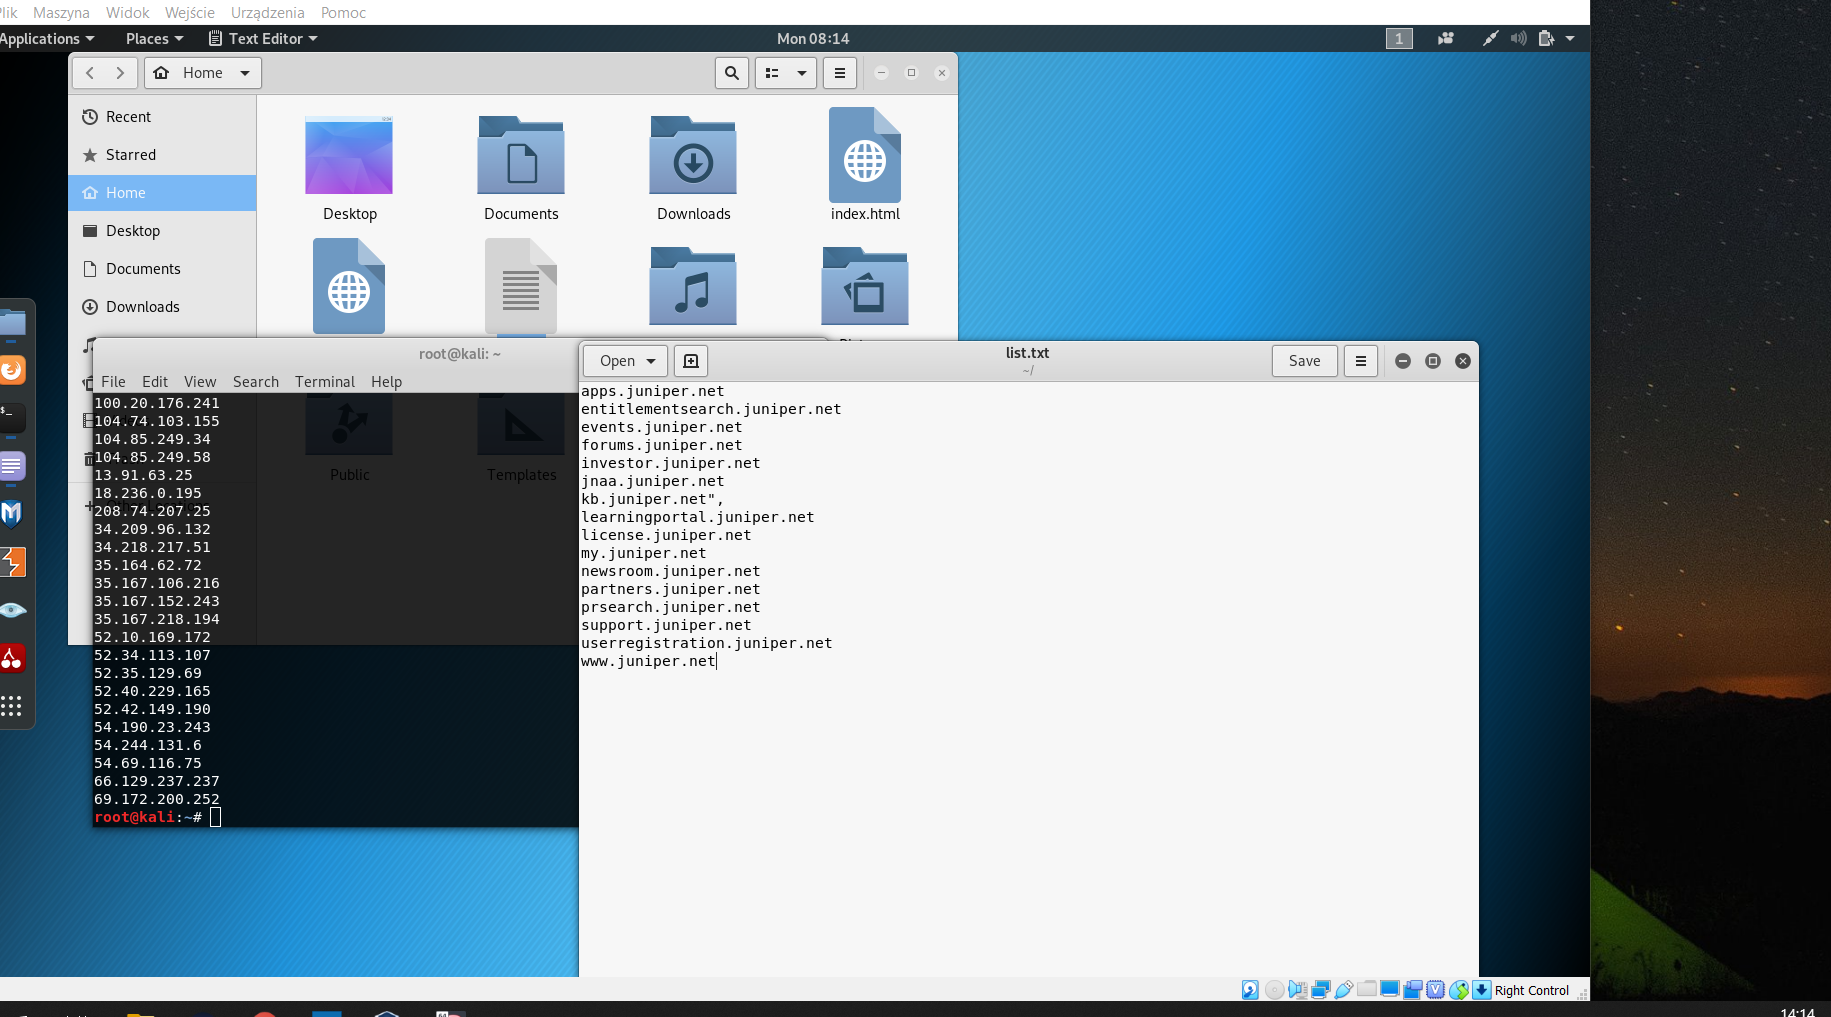 Plik Maszyna Widok Wejście Urządzenia Pomoc
Applications Places Text Editor Mon 08:14 1
Home
Recent
Starred
Home
Desktop
Documents
Downloads
Desktop Documents Downloads index.html
Public Templates
root@kali: ~
File Edit View Search Terminal Help
100.20.176.241
104.74.103.155
104.85.249.34
104.85.249.58
13.91.63.25
18.236.0.195
208.74.207.25
34.209.96.132
34.218.217.51
35.164.62.72
35.167.106.216
35.167.152.243
35.167.218.194
52.10.169.172
52.34.113.107
52.35.129.69
52.40.229.165
52.42.149.190
54.190.23.243
54.244.131.6
54.69.116.75
66.129.237.237
69.172.200.252
root@kali:~#
Open list.txt Save
~/
apps.juniper.net
entitlementsearch.juniper.net
events.juniper.net
forums.juniper.net
investor.juniper.net
jnaa.juniper.net
kb.juniper.net",
learningportal.juniper.net
license.juniper.net
my.juniper.net
newsroom.juniper.net
partners.juniper.net
prsearch.juniper.net
support.juniper.net
userregistration.juniper.net
www.juniper.net
Right Control
14:14